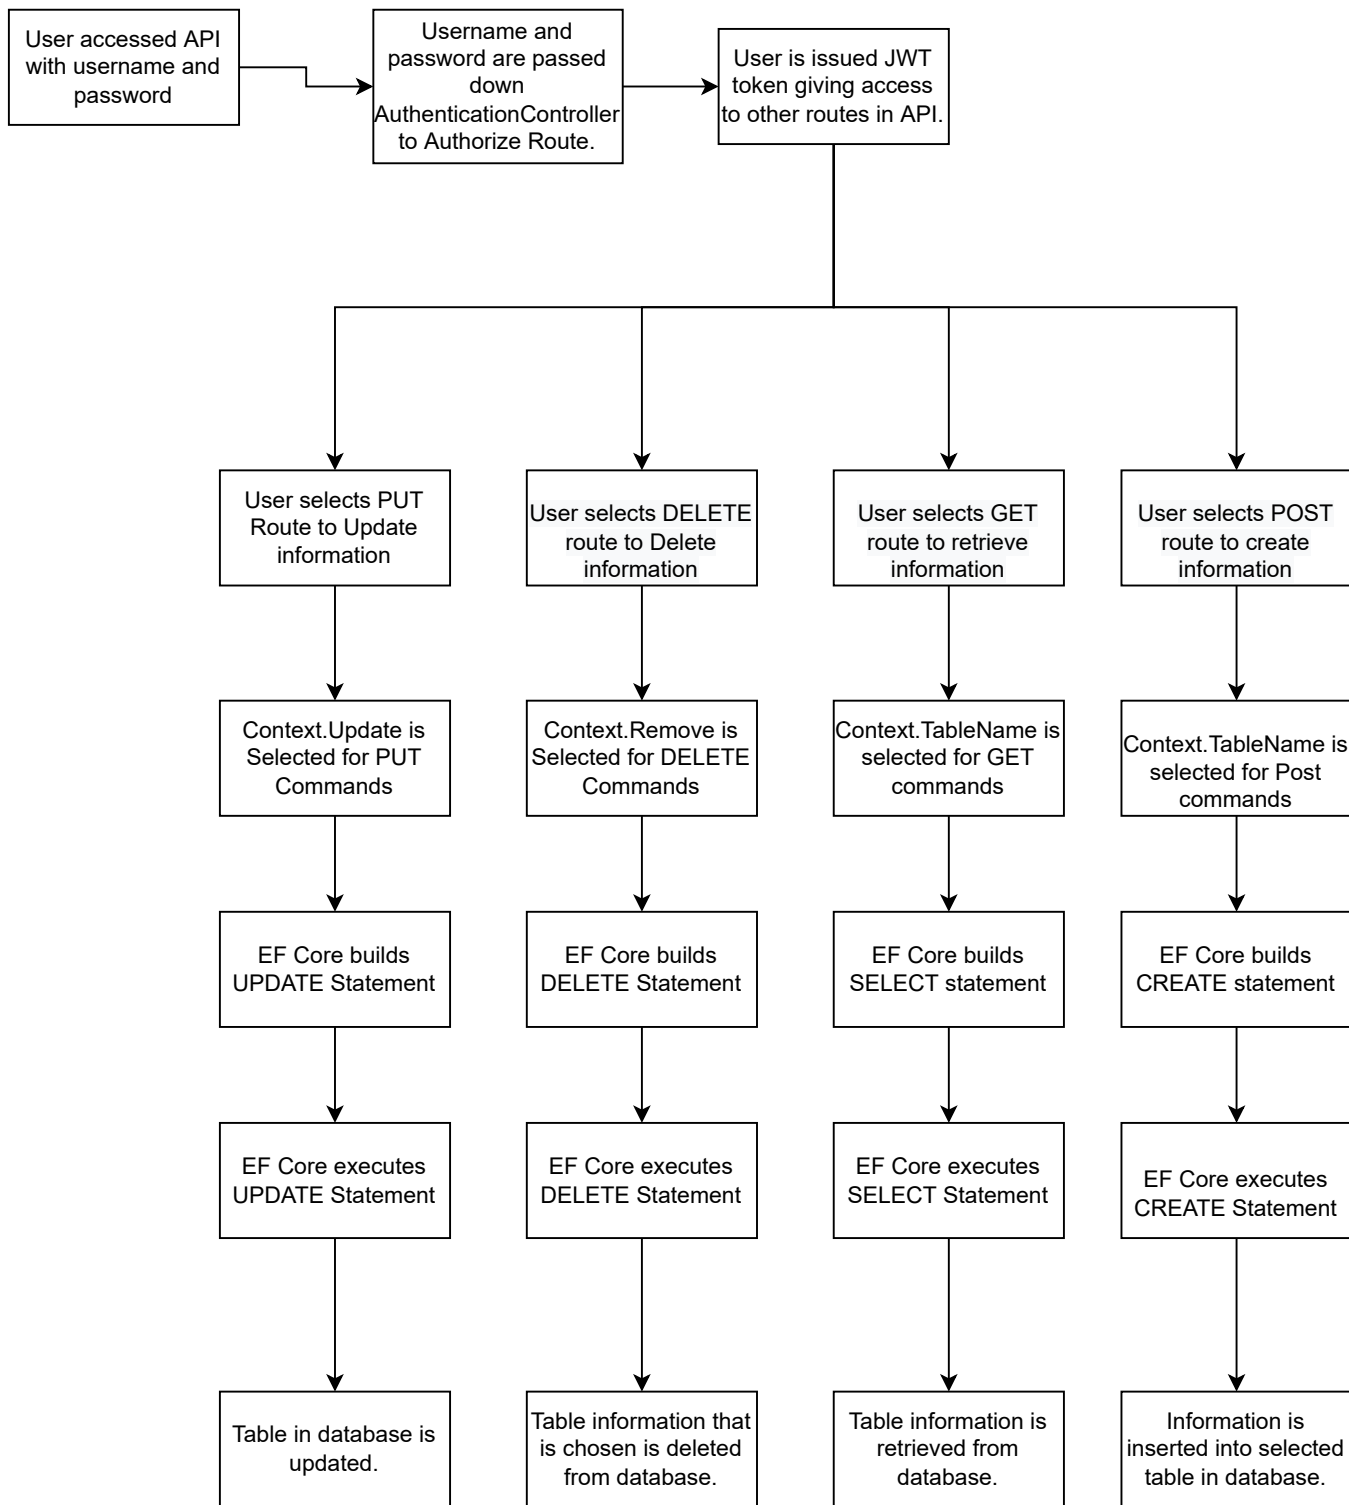 User accessed API
with username and
password
Username and
password are passed
down
AuthenticationController
to Authorize Route.
User is issued JWT
token giving access
to other routes in API.
User selects PUT
Route to Update
information
User selects DELETE
route to Delete
information
User selects GET
route to retrieve
information
User selects POST
route to create
information
Context.Update is
Selected for PUT
Commands
Context.Remove is
Selected for DELETE
Commands
Context.TableName is
selected for GET
commands
Context.TableName is
selected for Post
commands
EF Core builds
UPDATE Statement
EF Core builds
DELETE Statement
EF Core builds
SELECT statement
EF Core builds
CREATE statement
EF Core executes
UPDATE Statement
EF Core executes
DELETE Statement
EF Core executes
SELECT Statement
EF Core executes
CREATE Statement
Table in database is
updated.
Table information that
is chosen is deleted
from database.
Table information is
retrieved from
database.
Information is
inserted into selected
table in database.